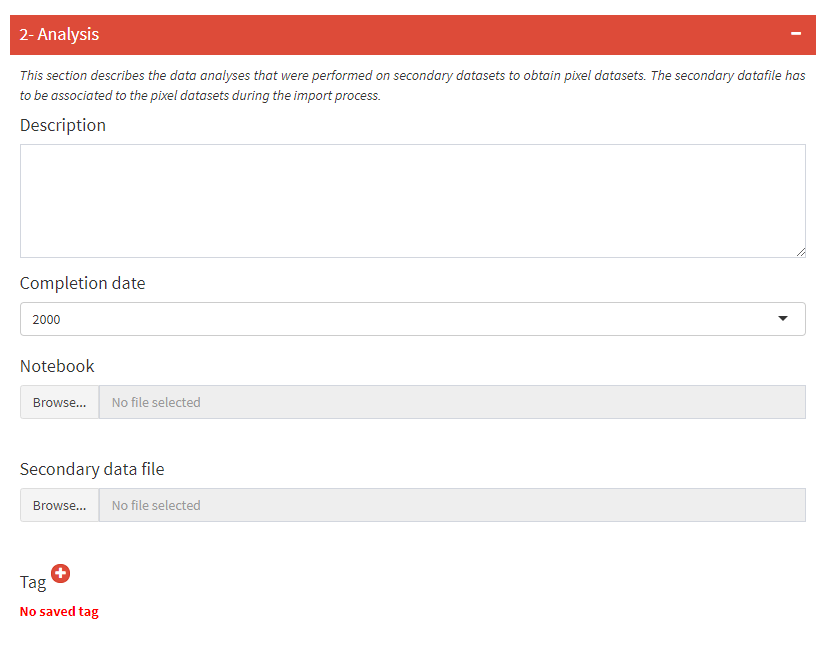 2- Analysis
This section describes the data analyses that were performed on secondary datasets to obtain pixel datasets. The secondary datafile has
to be associated to the pixel datasets during the import process.
Description
Completion date
2000
Notebook
Browse... No file selected
Secondary data file
Browse... No file selected
Tag
No saved tag